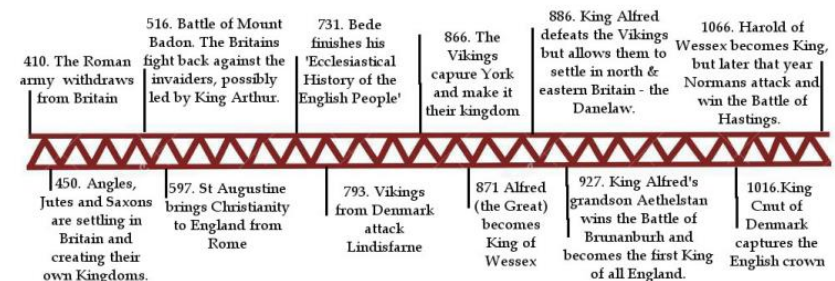 410. The Roman
army withdraws
from Britain
516. Battle of Mount
Badon. The Britains
fight back against the
invaiders, possibly
led by King Arthur.
731. Bede
finishes his
'Ecclesiastical
History of the
English People'
866. The
Vikings
capure York
and make it
their kingdom
886. King Alfred
defeats the Vikings
but allows them to
settle in north &
eastern Britain - the
Danelaw.
1066. Harold of
Wessex becomes King,
but later that year
Normans attack and
win the Battle of
Hastings.
450. Angles,
Jutes and Saxons
are settling in
Britain and
creating their
own Kingdoms.
597. St Augustine
brings Christianity
to England from
Rome
793. Vikings
from Denmark
attack
Lindisfarne
871 Alfred
(the Great)
becomes
King of
Wessex
927. King Alfred's
grandson Aethelstan
wins the Battle of
Brunanburh and
becomes the first King
of all England.
1016.King
Cnut of
Denmark
captures the
English crown